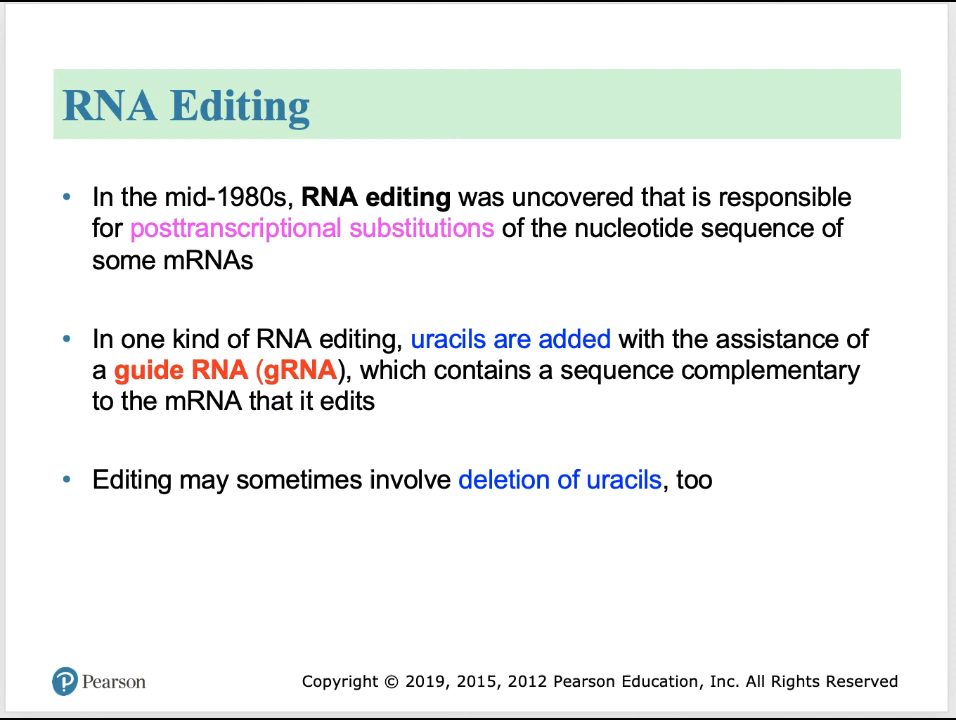 RNA Editing
• In the mid-1980s, RNA editing was uncovered that is responsible
for posttranscriptional substitutions of the nucleotide sequence of
some mRNAs
• In one kind of RNA editing, uracils are added with the assistance of
a guide RNA (gRNA), which contains a sequence complementary
to the mRNA that it edits
• Editing may sometimes involve deletion of uracils, too
P Pearson
Copyright © 2019, 2015, 2012 Pearson Education, Inc. All Rights Reserved